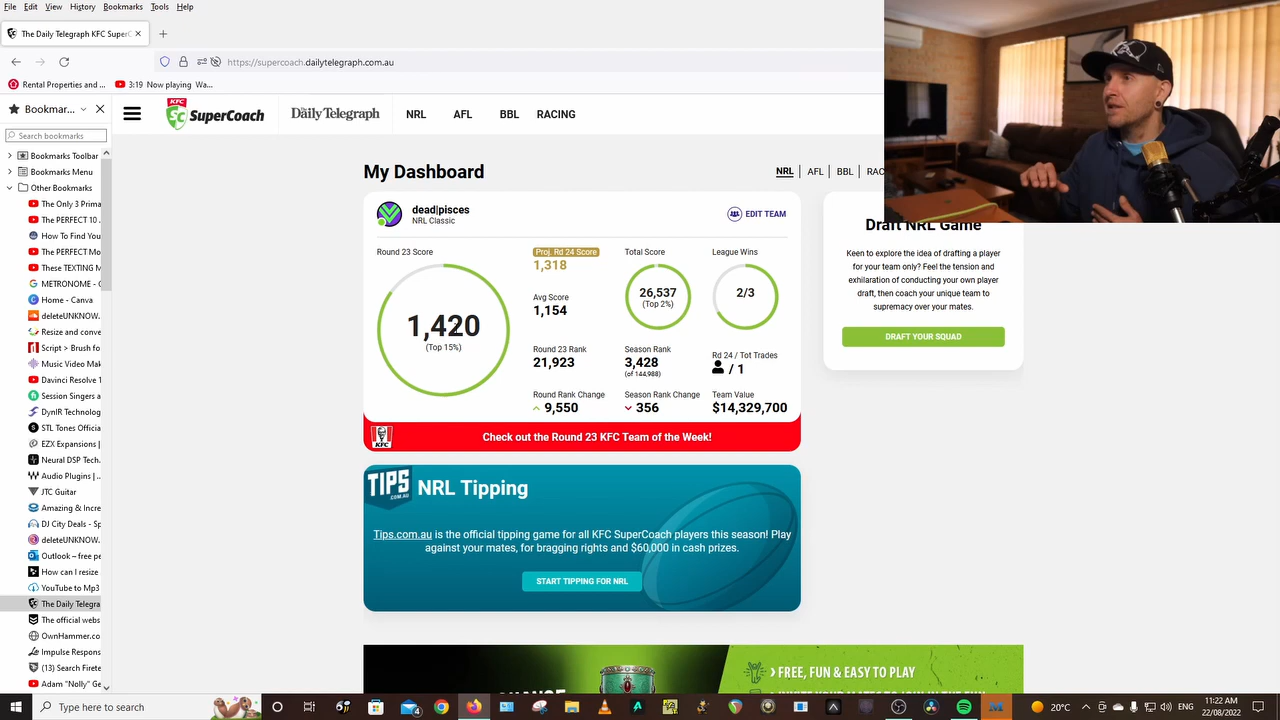 File Edit View History Bookmarks Tools Help
The Daily Telegraph KFC SuperC
https://supercoach.dailytelegraph.com.au
Rental Properties and ...
3:19 Now playing Wa...
Bookmar...
Search bookmarks
Bookmarks Toolbar
Bookmarks Menu
Other Bookmarks
The Only 3 Prima
The PERFECT 10
How To Find You
The PERFECT Mo
These TEXTING M
METRONOME - G
Home - Canva
deleteUNKNOW.
Resize and conve
Script > Brush fo
Music Video Mak
Davinci Resolve 1
Session Singers a
DynIR Technolog
STL Tones Official
EZX Expansions |
Neural DSP Tech.
Audio Plugins | ..
JTC Guitar
Amazing & Incre
DJ City Deals - Sp
deleteUNKNOW.
Outlook – free pe
How can I resize
YouTube to Mp3
The Daily Telegra
The official webs
OwnHammer.co
Impulse Respons
(13) Search Firete
Adam "Nolly" Ge
KFC SC SuperCoach
The Daily Telegraph
NRL AFL BBL RACING
My Dashboard
NRL AFL BBL RAC
dead|pisces
NRL Classic
EDIT TEAM
Round 23 Score
1,420
(Top 15%)
Proj. Rd 24 Score
1,318
Avg Score
1,154
Round 23 Rank
21,923
Round Rank Change
9,550
Total Score
26,537
(Top 2%)
Season Rank
3,428
(of 144,988)
Season Rank Change
356
League Wins
2/3
Rd 24 / Tot Trades
/ 1
Team Value
$14,329,700
KFC
Check out the Round 23 KFC Team of the Week!
Draft NRL Game
Keen to explore the idea of drafting a player
for your team only? Feel the tension and
exhilaration of conducting your own player
draft, then coach your unique team to
supremacy over your mates.
DRAFT YOUR SQUAD
TIPS
.COM.AU
NRL Tipping
Tips.com.au is the official tipping game for all KFC SuperCoach players this season! Play
against your mates, for bragging rights and $60,000 in cash prizes.
START TIPPING FOR NRL
FREE, FUN & EASY TO PLAY
Type here to search
20°C
ENG
11:22 AM
22/08/2022